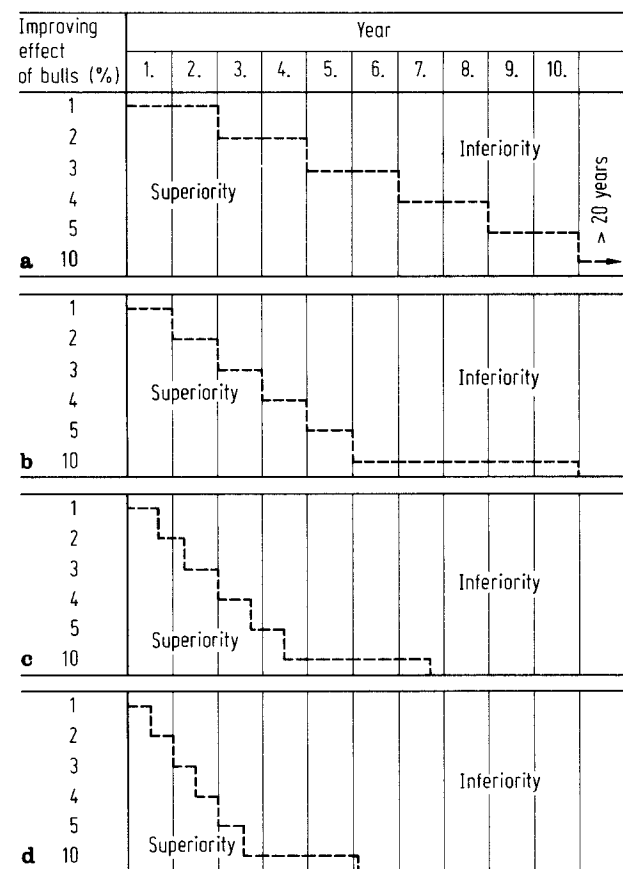 Improving effect of bulls (%)
Year
1. 2. 3. 4. 5. 6. 7. 8. 9. 10.
1
2
Inferiority
3
Superiority
4
5
> 20 years
a 10
1
2
3
Superiority Inferiority
4
5
b 10
1
2
3
Inferiority
4
5
Superiority
c 10
1
2
3
Inferiority
4
5
Superiority
d 10